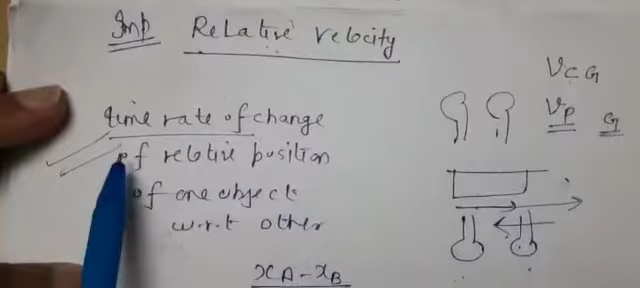 Imp Relative velocity
VCG
Vp G
time rate of change
of relative position
of one object
w.r.t other
xA-xB